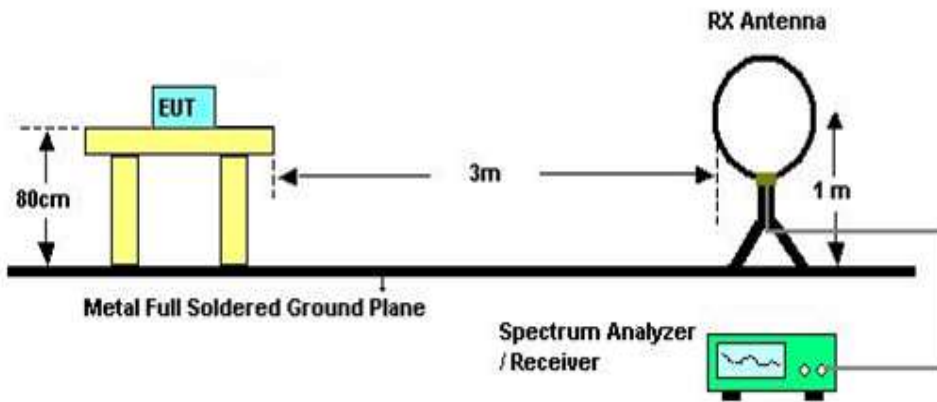 RX Antenna
EUT
80cm
3m
1 m
Metal Full Soldered Ground Plane
Spectrum Analyzer
/ Receiver